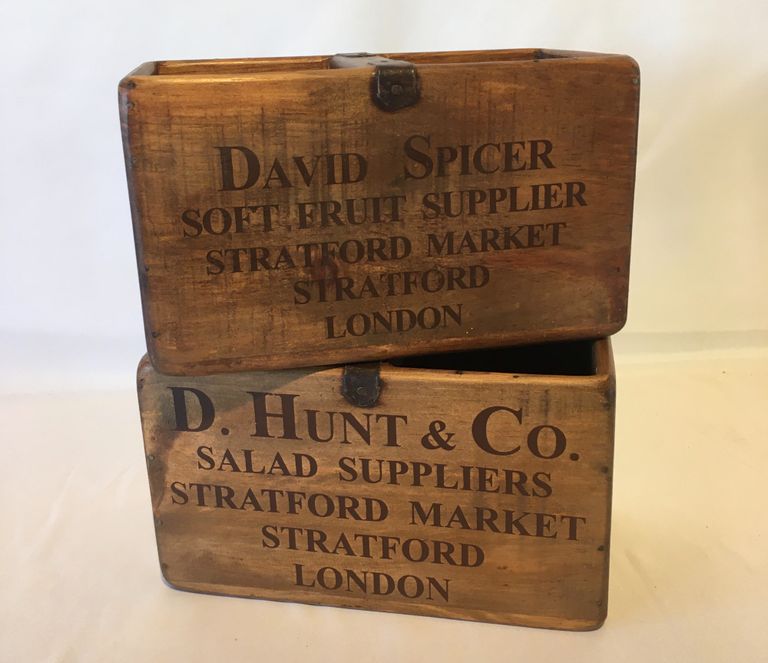 DAVID SPICER
SOFT FRUIT SUPPLIER
STRATFORD MARKET
STRATFORD
LONDON
D. HUNT & CO.
SALAD SUPPLIERS
STRATFORD MARKET
STRATFORD
LONDON